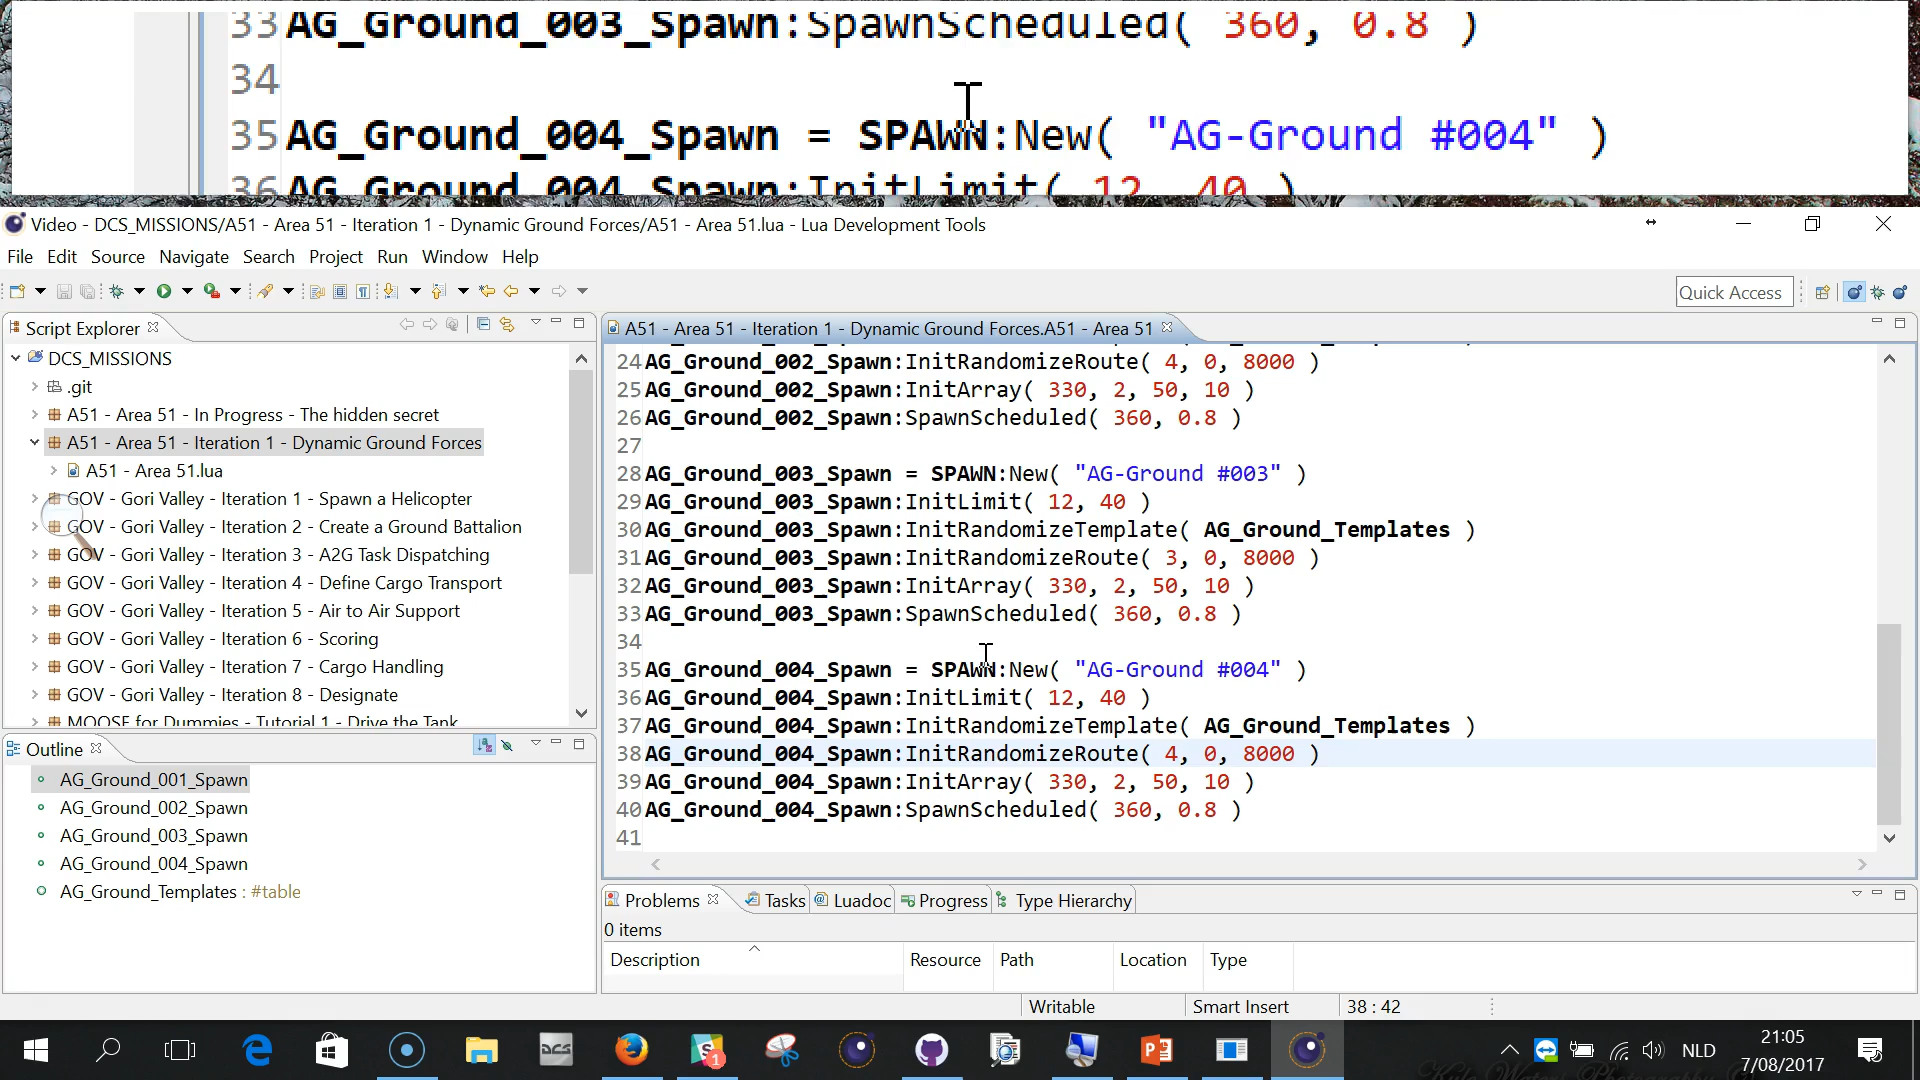 33 AG_Ground_003_Spawn:SpawnScheduled( 360, 0.8 )
34
35 AG_Ground_004_Spawn = SPAWN:New( "AG-Ground #004" )
36 AG_Ground_004_Spawn:InitLimit( 12, 40 )
Video - DCS_MISSIONS/A51 - Area 51 - Iteration 1 - Dynamic Ground Forces/A51 - Area 51.lua - Lua Development Tools
File Edit Source Navigate Search Project Run Window Help
Quick Access
Script Explorer
DCS_MISSIONS
.git
A51 - Area 51 - In Progress - The hidden secret
A51 - Area 51 - Iteration 1 - Dynamic Ground Forces
A51 - Area 51.lua
GOV - Gori Valley - Iteration 1 - Spawn a Helicopter
GOV - Gori Valley - Iteration 2 - Create a Ground Battalion
GOV - Gori Valley - Iteration 3 - A2G Task Dispatching
GOV - Gori Valley - Iteration 4 - Define Cargo Transport
GOV - Gori Valley - Iteration 5 - Air to Air Support
GOV - Gori Valley - Iteration 6 - Scoring
GOV - Gori Valley - Iteration 7 - Cargo Handling
GOV - Gori Valley - Iteration 8 - Designate
MOOSE for Dummies - Tutorial 1 - Drive the Tank
Outline
AG_Ground_001_Spawn
AG_Ground_002_Spawn
AG_Ground_003_Spawn
AG_Ground_004_Spawn
AG_Ground_Templates : #table
A51 - Area 51 - Iteration 1 - Dynamic Ground Forces.A51 - Area 51
24 AG_Ground_002_Spawn:InitRandomizeRoute( 4, 0, 8000 )
25 AG_Ground_002_Spawn:InitArray( 330, 2, 50, 10 )
26 AG_Ground_002_Spawn:SpawnScheduled( 360, 0.8 )
27
28 AG_Ground_003_Spawn = SPAWN:New( "AG-Ground #003" )
29 AG_Ground_003_Spawn:InitLimit( 12, 40 )
30 AG_Ground_003_Spawn:InitRandomizeTemplate( AG_Ground_Templates )
31 AG_Ground_003_Spawn:InitRandomizeRoute( 3, 0, 8000 )
32 AG_Ground_003_Spawn:InitArray( 330, 2, 50, 10 )
33 AG_Ground_003_Spawn:SpawnScheduled( 360, 0.8 )
34
35 AG_Ground_004_Spawn = SPAWN:New( "AG-Ground #004" )
36 AG_Ground_004_Spawn:InitLimit( 12, 40 )
37 AG_Ground_004_Spawn:InitRandomizeTemplate( AG_Ground_Templates )
38 AG_Ground_004_Spawn:InitRandomizeRoute( 4, 0, 8000 )
39 AG_Ground_004_Spawn:InitArray( 330, 2, 50, 10 )
40 AG_Ground_004_Spawn:SpawnScheduled( 360, 0.8 )
41
Problems Tasks Luadoc Progress Type Hierarchy
0 items
Description Resource Path Location Type
Writable Smart Insert 38 : 42
DCS
1
NLD
21:05
7/08/2017